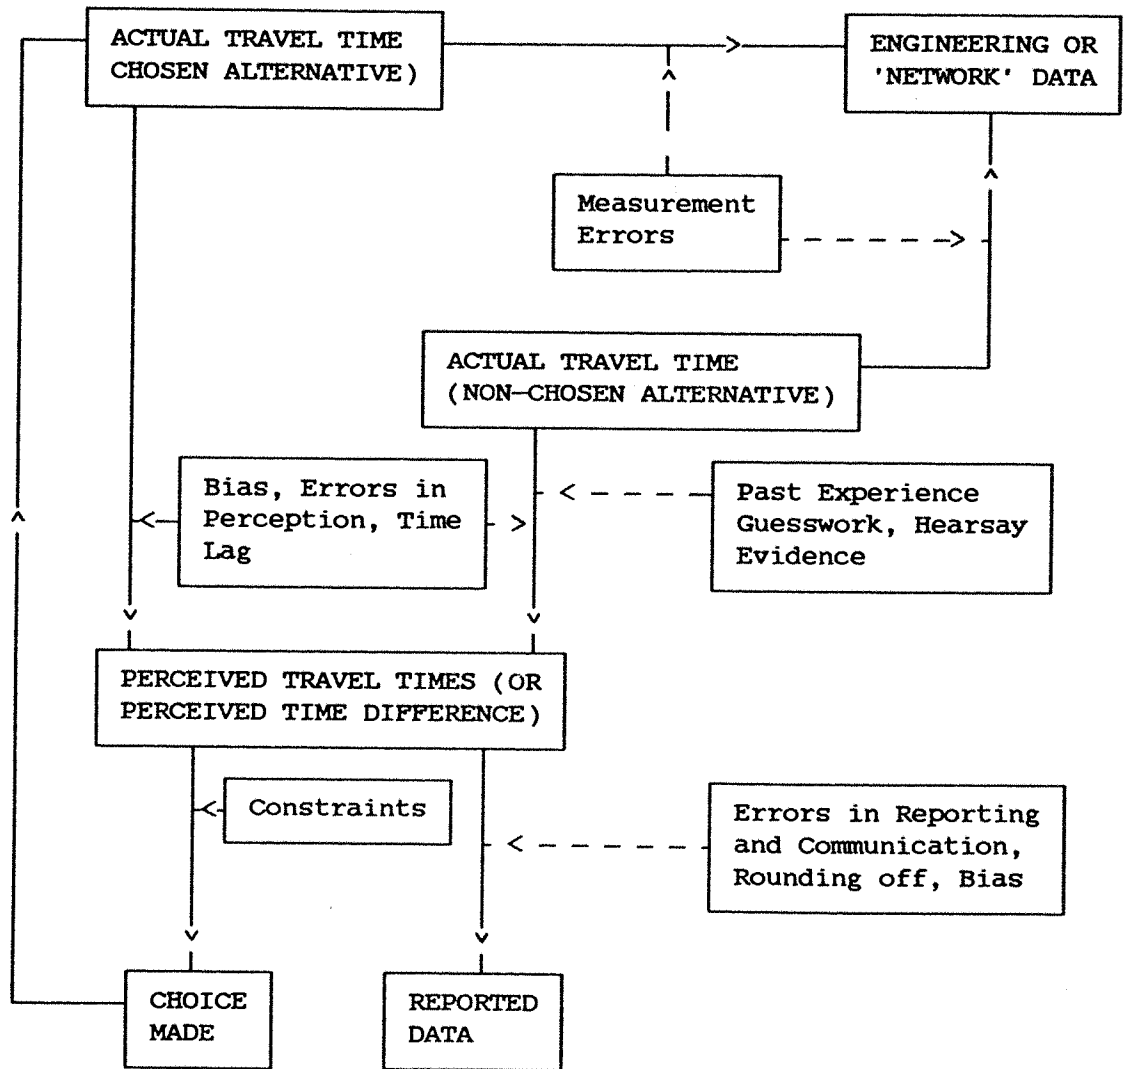 ACTUAL TRAVEL TIME
CHOSEN ALTERNATIVE)
ENGINEERING OR
'NETWORK' DATA
Measurement
Errors
ACTUAL TRAVEL TIME
(NON-CHOSEN ALTERNATIVE)
Bias, Errors in
Perception, Time
Lag
Past Experience
Guesswork, Hearsay
Evidence
PERCEIVED TRAVEL TIMES (OR
PERCEIVED TIME DIFFERENCE)
Constraints
Errors in Reporting
and Communication,
Rounding off, Bias
CHOICE
MADE
REPORTED
DATA